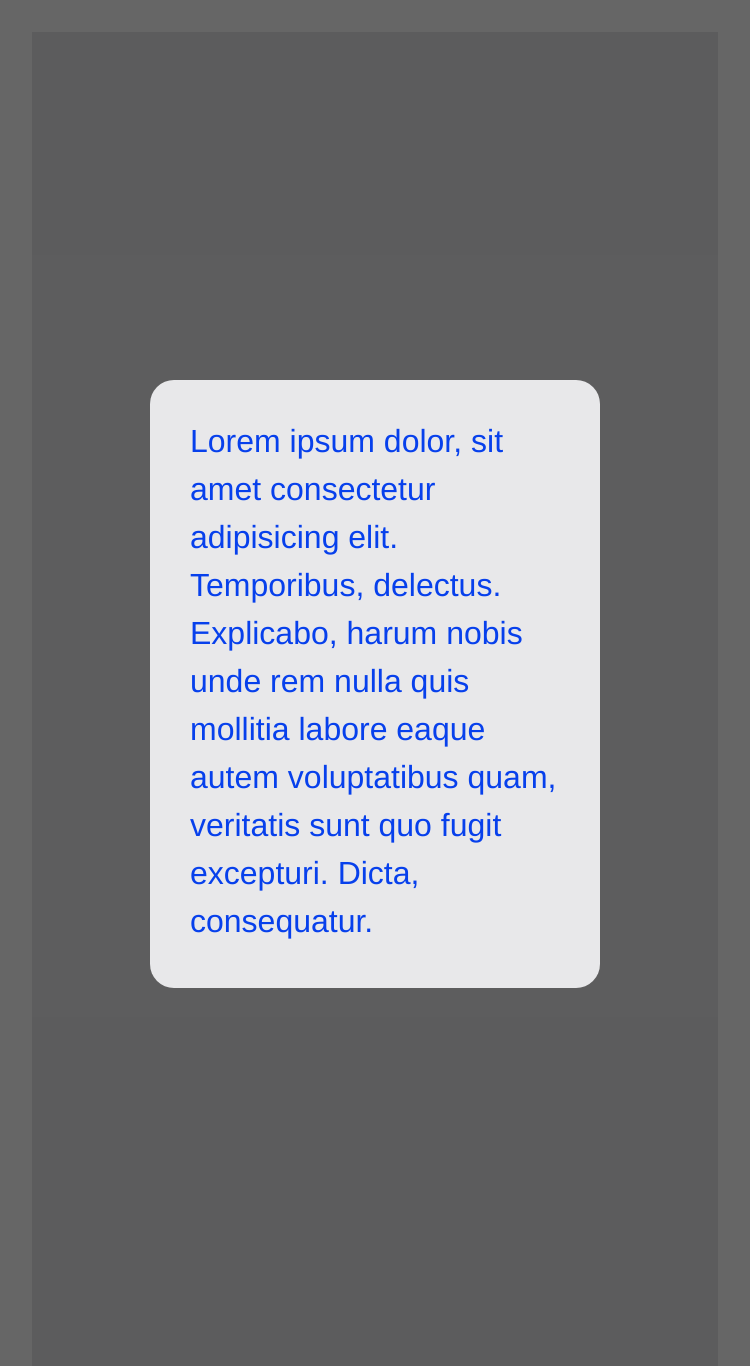 Lorem ipsum dolor, sit
amet consectetur
adipisicing elit.
Temporibus, delectus.
Explicabo, harum nobis
unde rem nulla quis
mollitia labore eaque
autem voluptatibus quam,
veritatis sunt quo fugit
excepturi. Dicta,
consequatur.